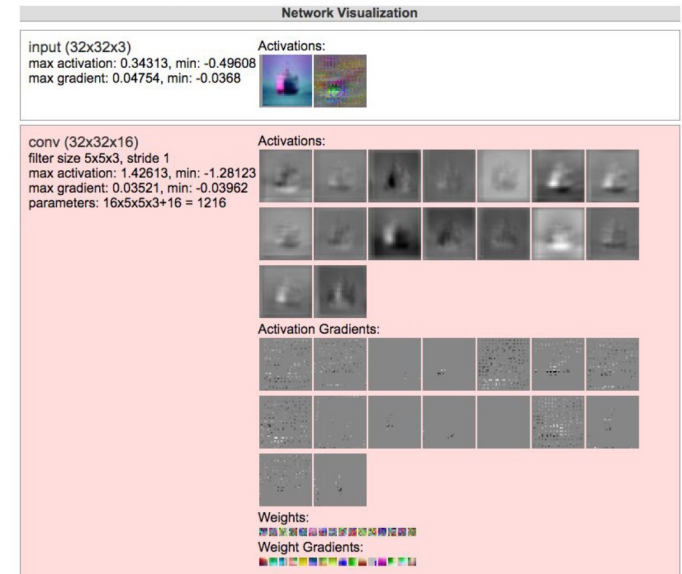 Network Visualization
input (32x32x3)
max activation: 0.34313, min: -0.49608
max gradient: 0.04754, min: -0.0368
Activations:
conv (32x32x16)
filter size 5x5x3, stride 1
max activation: 1.42613, min: -1.28123
max gradient: 0.03521, min: -0.03962
parameters: 16x5x5x3+16 = 1216
Activations:
Activation Gradients:
Weights:
Weight Gradients: